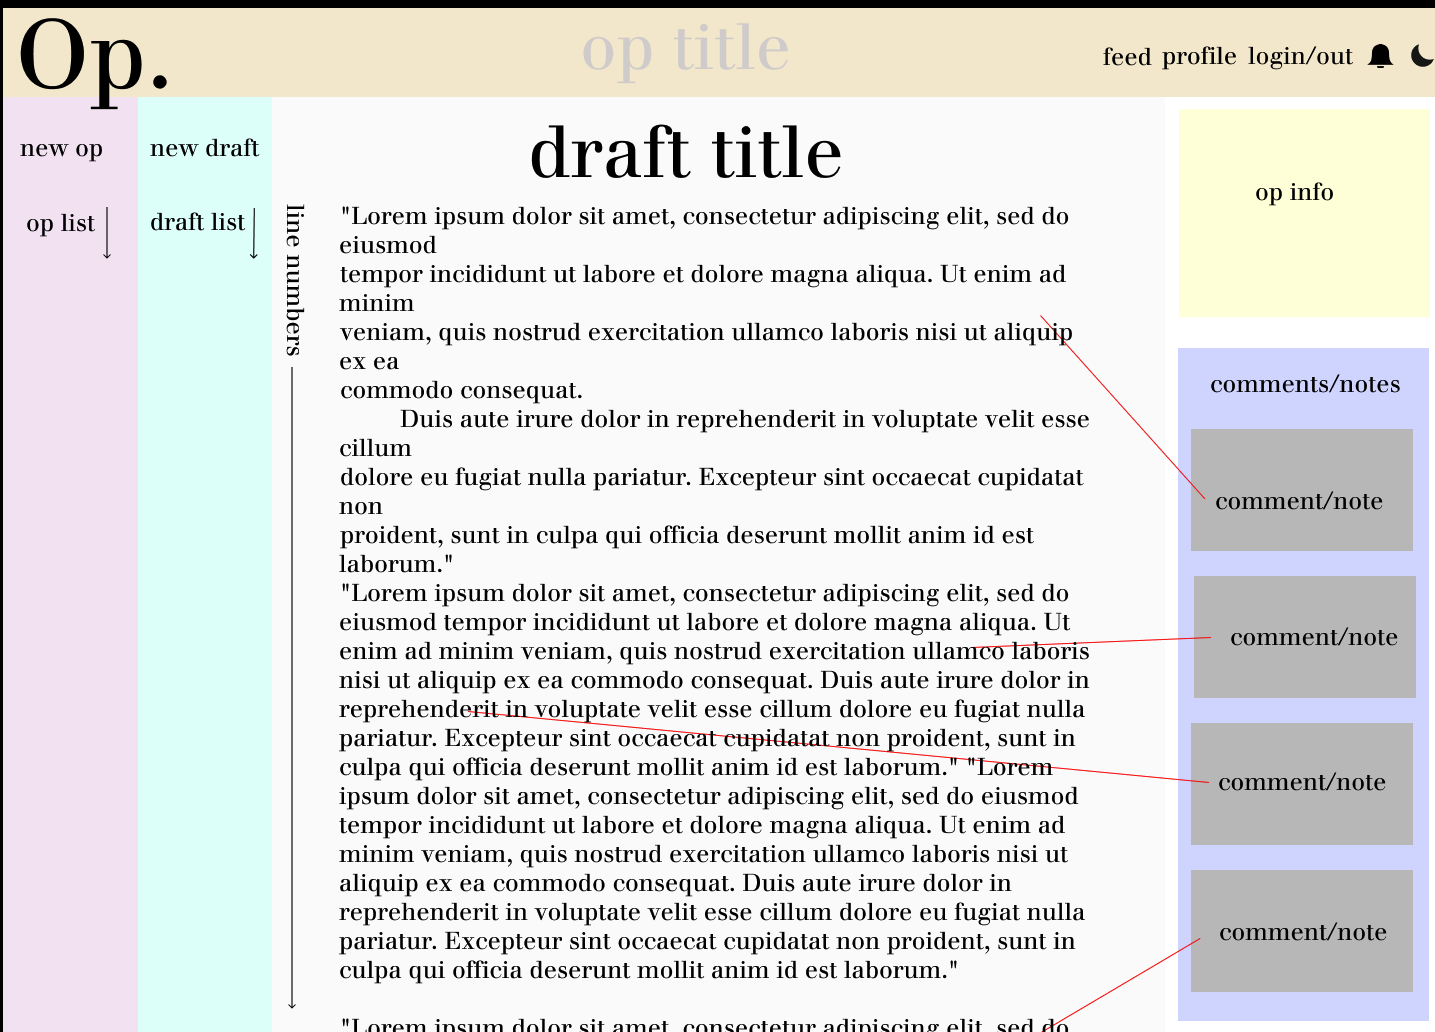 Op.
op title
feed profile login/out
new op
new draft
op list
draft list
line numbers
draft title
"Lorem ipsum dolor sit amet, consectetur adipiscing elit, sed do
eiusmod
tempor incididunt ut labore et dolore magna aliqua. Ut enim ad
minim
veniam, quis nostrud exercitation ullamco laboris nisi ut aliquip
ex ea
commodo consequat.
Duis aute irure dolor in reprehenderit in voluptate velit esse
cillum
dolore eu fugiat nulla pariatur. Excepteur sint occaecat cupidatat
non
proident, sunt in culpa qui officia deserunt mollit anim id est
laborum."
"Lorem ipsum dolor sit amet, consectetur adipiscing elit, sed do
eiusmod tempor incididunt ut labore et dolore magna aliqua. Ut
enim ad minim veniam, quis nostrud exercitation ullamco laboris
nisi ut aliquip ex ea commodo consequat. Duis aute irure dolor in
reprehenderit in voluptate velit esse cillum dolore eu fugiat nulla
pariatur. Excepteur sint occaecat cupidatat non proident, sunt in
culpa qui officia deserunt mollit anim id est laborum." "Lorem
ipsum dolor sit amet, consectetur adipiscing elit, sed do eiusmod
tempor incididunt ut labore et dolore magna aliqua. Ut enim ad
minim veniam, quis nostrud exercitation ullamco laboris nisi ut
aliquip ex ea commodo consequat. Duis aute irure dolor in
reprehenderit in voluptate velit esse cillum dolore eu fugiat nulla
pariatur. Excepteur sint occaecat cupidatat non proident, sunt in
culpa qui officia deserunt mollit anim id est laborum."
"Lorem ipsum dolor sit amet, consectetur adipiscing elit, sed do
op info
comments/notes
comment/note
comment/note
comment/note
comment/note